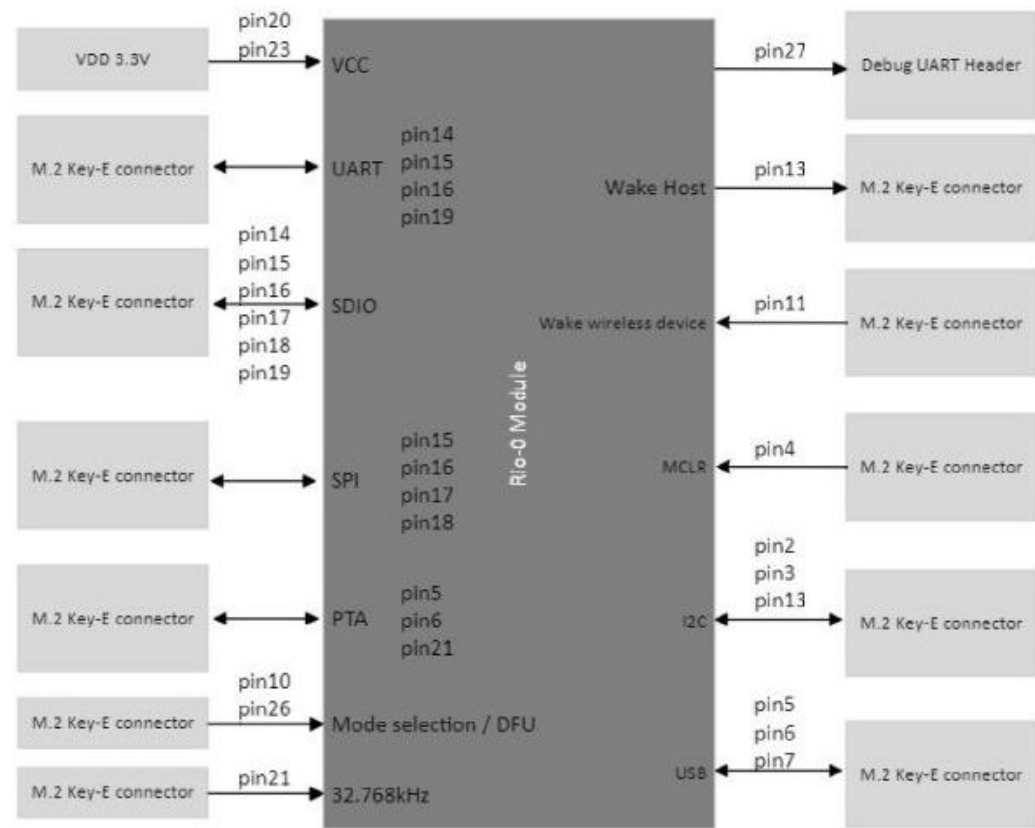 pin20
pin23
VDD 3.3V
VCC
M.2 Key-E connector
UART
pin14
pin15
pin16
pin19
pin14
pin15
pin16
pin17
pin18
pin19
M.2 Key-E connector
SDIO
M.2 Key-E connector
SPI
pin15
pin16
pin17
pin18
M.2 Key-E connector
PTA
pin5
pin6
pin21
pin10
pin26
M.2 Key-E connector
Mode selection / DFU
M.2 Key-E connector
pin21
32.768kHz
Rio-0 Module
pin27
Debug UART Header
Wake Host
pin13
M.2 Key-E connector
Wake wireless device
pin11
M.2 Key-E connector
MCLR
pin4
M.2 Key-E connector
pin2
pin3
pin13
I2C
M.2 Key-E connector
pin5
pin6
pin7
USB
M.2 Key-E connector